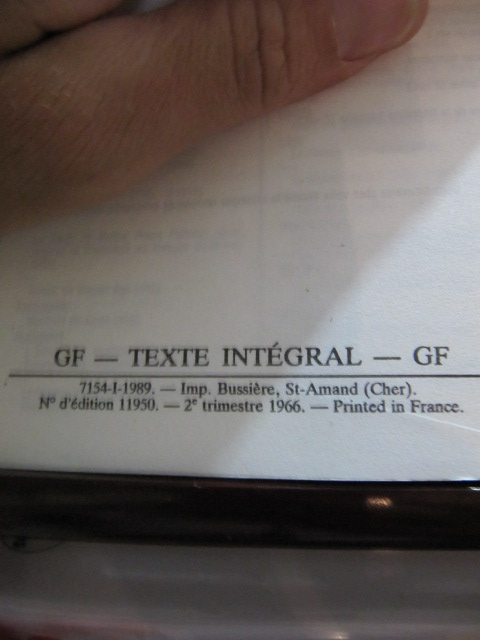 GF — TEXTE INTÉGRAL — GF
7154-I-1989. — Imp. Bussière, St-Amand (Cher).
Nº d'édition 11950. — 2ᵉ trimestre 1966. — Printed in France.